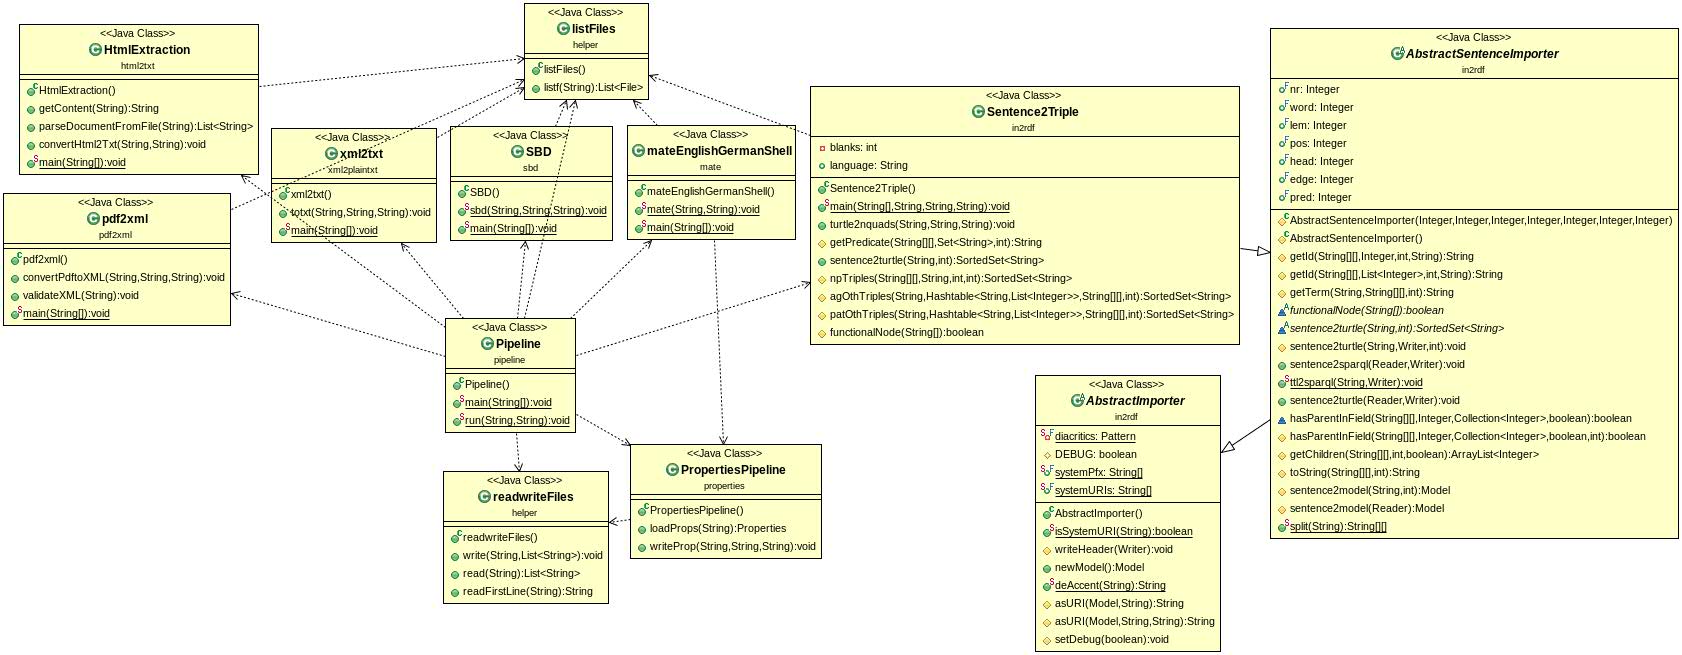 <<Java Class>>
HtmlExtraction
html2txt
HtmlExtraction()
getContent(String):String
parseDocumentFromFile(String):List<String>
convertHtml2Txt(String,String):void
main(String[]):void
<<Java Class>>
listFiles
helper
listFiles()
listf(String):List<File>
<<Java Class>>
pdf2xml
pdf2xml
pdf2xml()
convertPdftoXML(String,String,String):void
validateXML(String):void
main(String[]):void
<<Java Class>>
xml2txt
xml2plaintxt
xml2txt()
totxt(String,String,String):void
main(String[]):void
<<Java Class>>
SBD
sbd
SBD()
sbd(String,String,String):void
main(String[]):void
<<Java Class>>
mateEnglishGermanShell
mate
mateEnglishGermanShell()
mate(String,String):void
main(String[]):void
<<Java Class>>
Pipeline
pipeline
Pipeline()
main(String[]):void
run(String,String):void
<<Java Class>>
readwriteFiles
helper
readwriteFiles()
write(String,List<String>):void
read(String):List<String>
readFirstLine(String):String
<<Java Class>>
PropertiesPipeline
properties
PropertiesPipeline()
loadProps(String):Properties
writeProp(String,String,String):void
<<Java Class>>
Sentence2Triple
in2rdf
blanks: int
language: String
Sentence2Triple()
main(String[],String,String,String):void
turtle2nquads(String,String,String):void
getPredicate(String[][],Set<String>,int):String
sentence2turtle(String,int):SortedSet<String>
npTriples(String[][],String,int,int):SortedSet<String>
agOthTriples(String,Hashtable<String,List<Integer>>,String[][],int):SortedSet<String>
patOthTriples(String,Hashtable<String,List<Integer>>,String[][],int):SortedSet<String>
functionalNode(String[]):boolean
<<Java Class>>
AbstractImporter
in2rdf
diacritics: Pattern
DEBUG: boolean
systemPfx: String[]
systemURIs: String[]
AbstractImporter()
isSystemURI(String):boolean
writeHeader(Writer):void
newModel():Model
deAccent(String):String
asURI(Model,String):String
asURI(Model,String,String):String
setDebug(boolean):void
<<Java Class>>
AbstractSentenceImporter
in2rdf
nr: Integer
word: Integer
lem: Integer
pos: Integer
head: Integer
edge: Integer
pred: Integer
AbstractSentenceImporter(Integer,Integer,Integer,Integer,Integer,Integer,Integer)
AbstractSentenceImporter()
getId(String[][],Integer,int,String):String
getId(String[][],List<Integer>,int,String):String
getTerm(String,String[][],int):String
functionalNode(String[]):boolean
sentence2turtle(String,int):SortedSet<String>
sentence2turtle(String,Writer,int):void
sentence2sparql(Reader,Writer):void
ttl2sparql(String,Writer):void
sentence2turtle(Reader,Writer):void
hasParentInField(String[][],Integer,Collection<Integer>,boolean):boolean
hasParentInField(String[][],Integer,Collection<Integer>,boolean,int):boolean
getChildren(String[][],int,boolean):ArrayList<Integer>
toString(String[][],int):String
sentence2model(String,int):Model
sentence2model(Reader):Model
split(String):String[][]